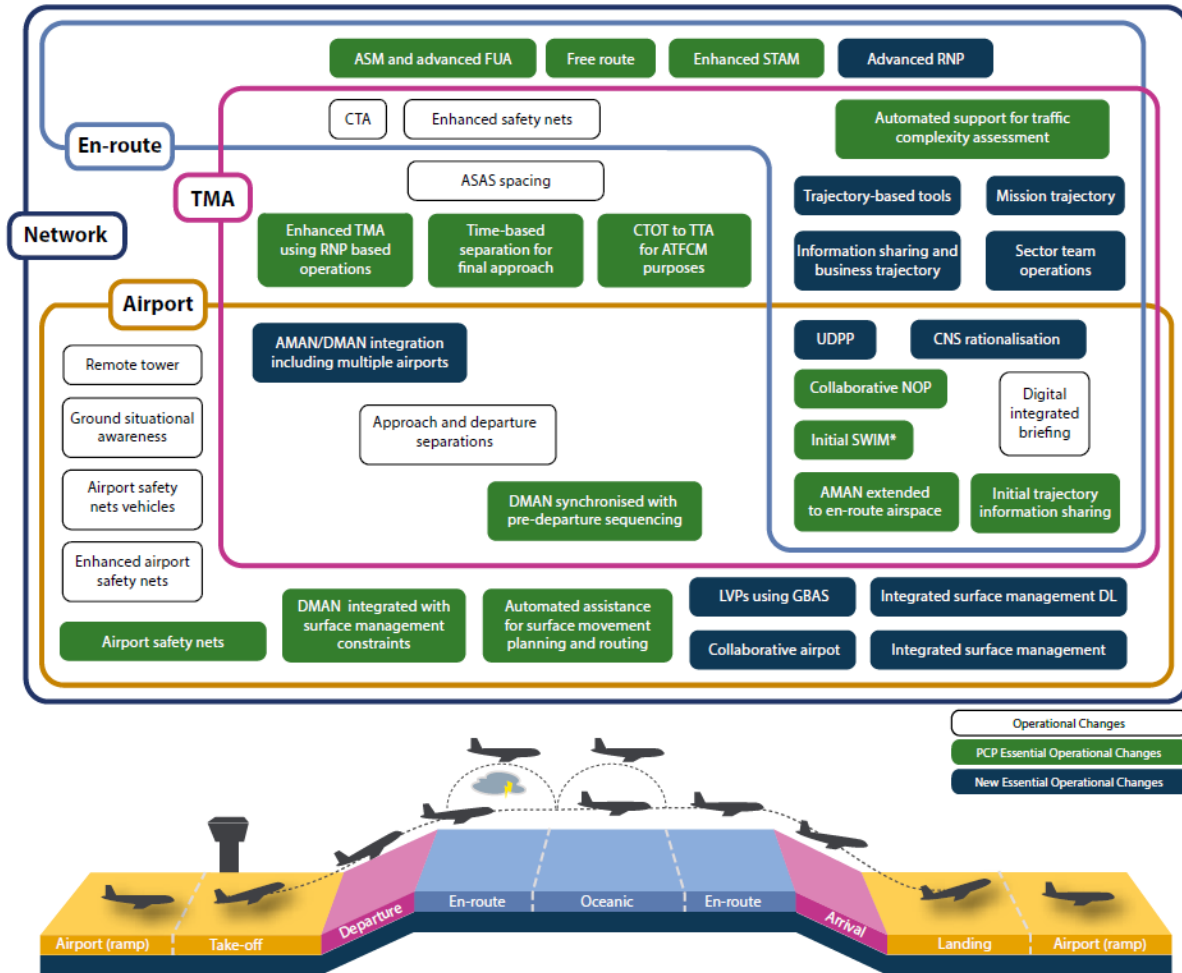 ASM and advanced FUA
Free route
Enhanced STAM
Advanced RNP
CTA
Enhanced safety nets
Automated support for traffic
complexity assessment
En-route
ASAS spacing
TMA
Trajectory-based tools
Mission trajectory
Network
Enhanced TMA
using RNP based
operations
Time-based
separation for
final approach
CTOT to TTA
for ATFCM
purposes
Information sharing and
business trajectory
Sector team
operations
Airport
Remote tower
AMAN/DMAN integration
including multiple airports
UDPP
CNS rationalisation
Ground situational
awareness
Approach and departure
separations
Collaborative NOP
Digital
integrated
briefing
Initial SWIM*
Airport safety
nets vehicles
DMAN synchronised with
pre-departure sequencing
AMAN extended
to en-route airspace
Initial trajectory
information sharing
Enhanced airport
safety nets
Airport safety nets
DMAN integrated with
surface management
constraints
Automated assistance
for surface movement
planning and routing
LVPs using GBAS
Integrated surface management DL
Collaborative airpot
Integrated surface management
Operational Changes
PCP Essential Operational Changes
New Essential Operational Changes
Airport (ramp)
Take-off
Departure
En-route
Oceanic
En-route
Arrival
Landing
Airport (ramp)